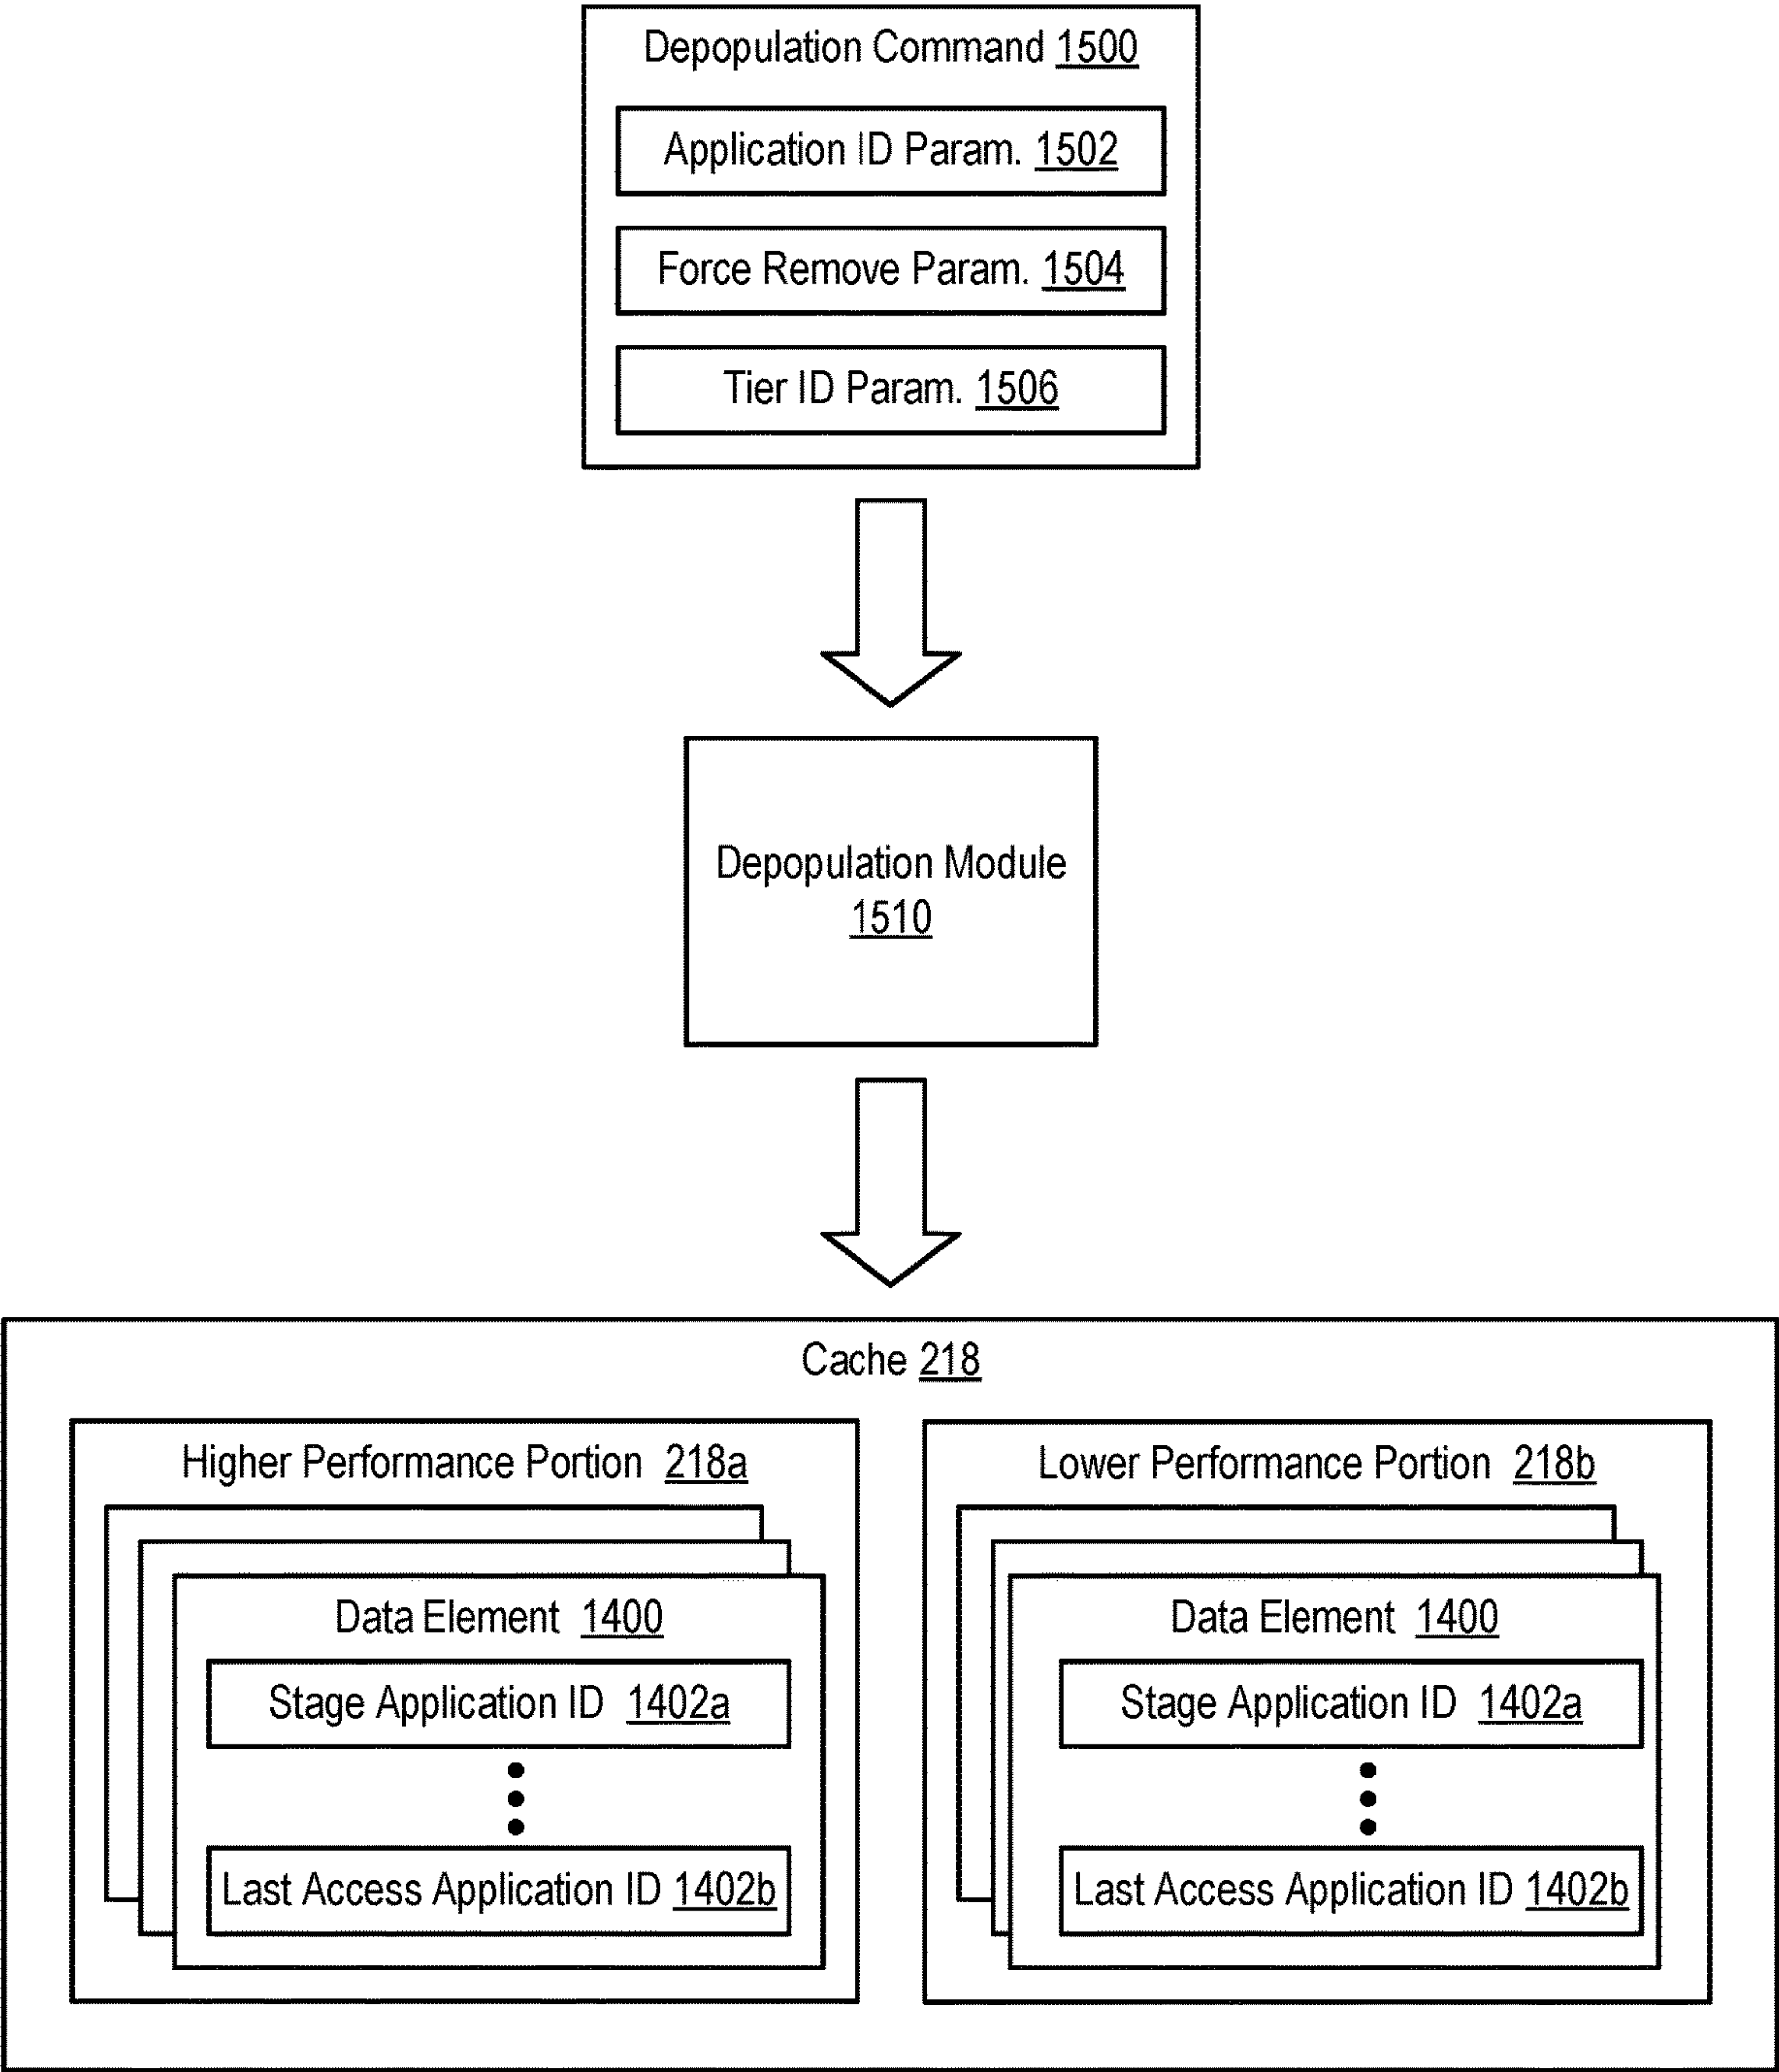 Depopulation Command 1500
Application ID Param. 1502
Force Remove Param. 1504
Tier ID Param. 1506
Depopulation Module
1510
Cache 218
Higher Performance Portion 218a
Data Element 1400
Stage Application ID 1402a
Last Access Application ID 1402b
Lower Performance Portion 218b
Data Element 1400
Stage Application ID 1402a
Last Access Application ID 1402b